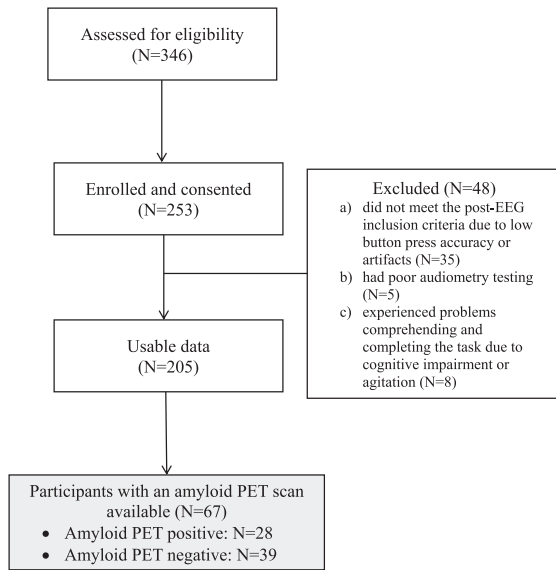 Assessed for eligibility
(N=346)
Enrolled and consented
(N=253)
Excluded (N=48)
a) did not meet the post-EEG
inclusion criteria due to low
button press accuracy or
artifacts (N=35)
b) had poor audiometry testing
(N=5)
c) experienced problems
comprehending and
completing the task due to
cognitive impairment or
agitation (N=8)
Usable data
(N=205)
Participants with an amyloid PET scan
available (N=67)
• Amyloid PET positive: N=28
• Amyloid PET negative: N=39